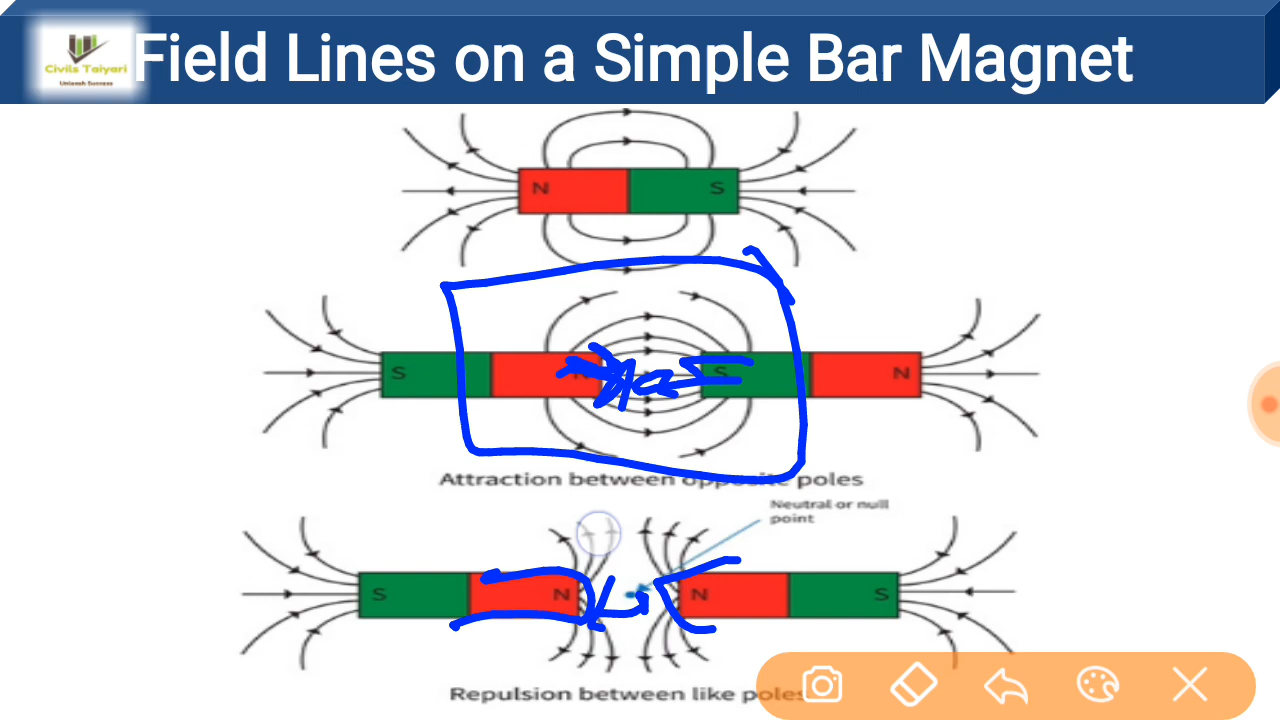 Field Lines on a Simple Bar Magnet
Civils Taiyari
Unleash Success
N S
S N S N
Attraction between opposite poles
Neutral or null
point
S N N S
Repulsion between like poles